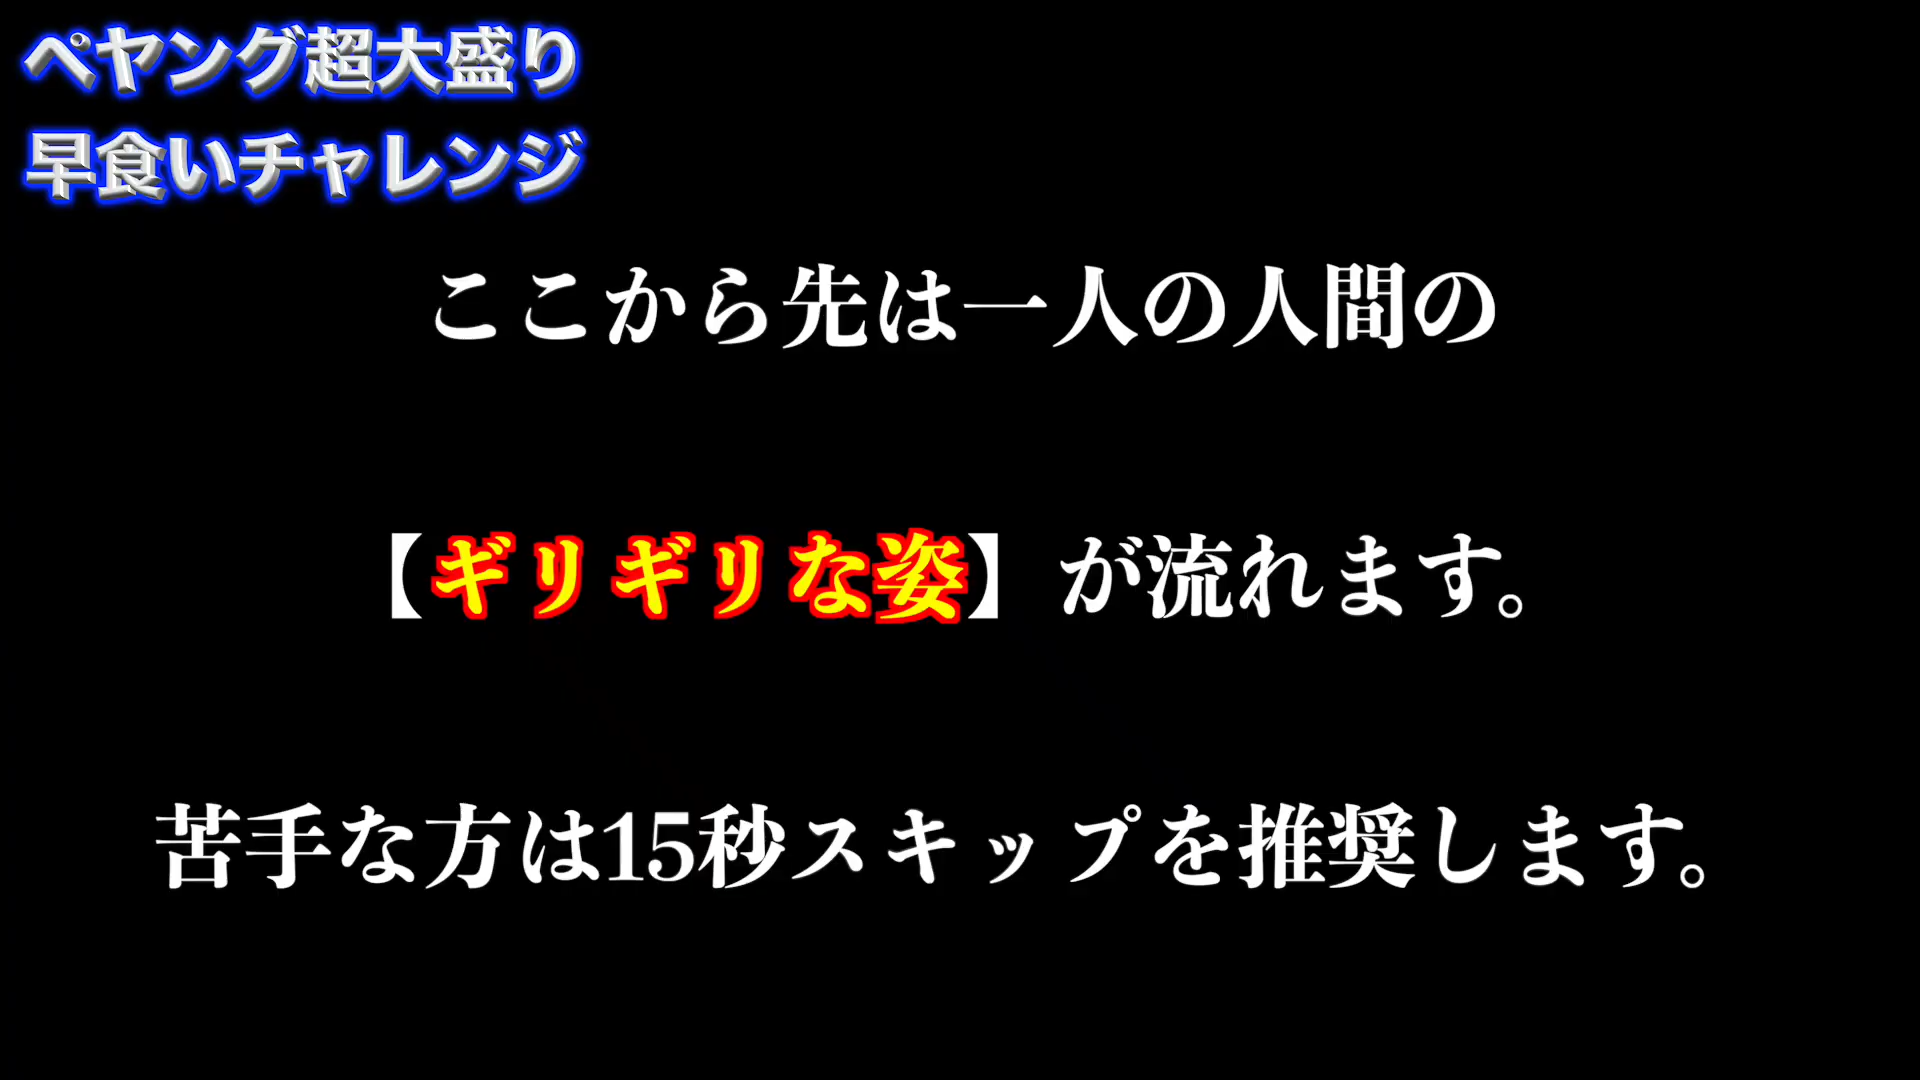 ペヤング超大盛り
早食いチャレンジ
ここから先は一人の人間の
【ギリギリな姿】が流れます。
苦手な方は15秒スキップを推奨します。